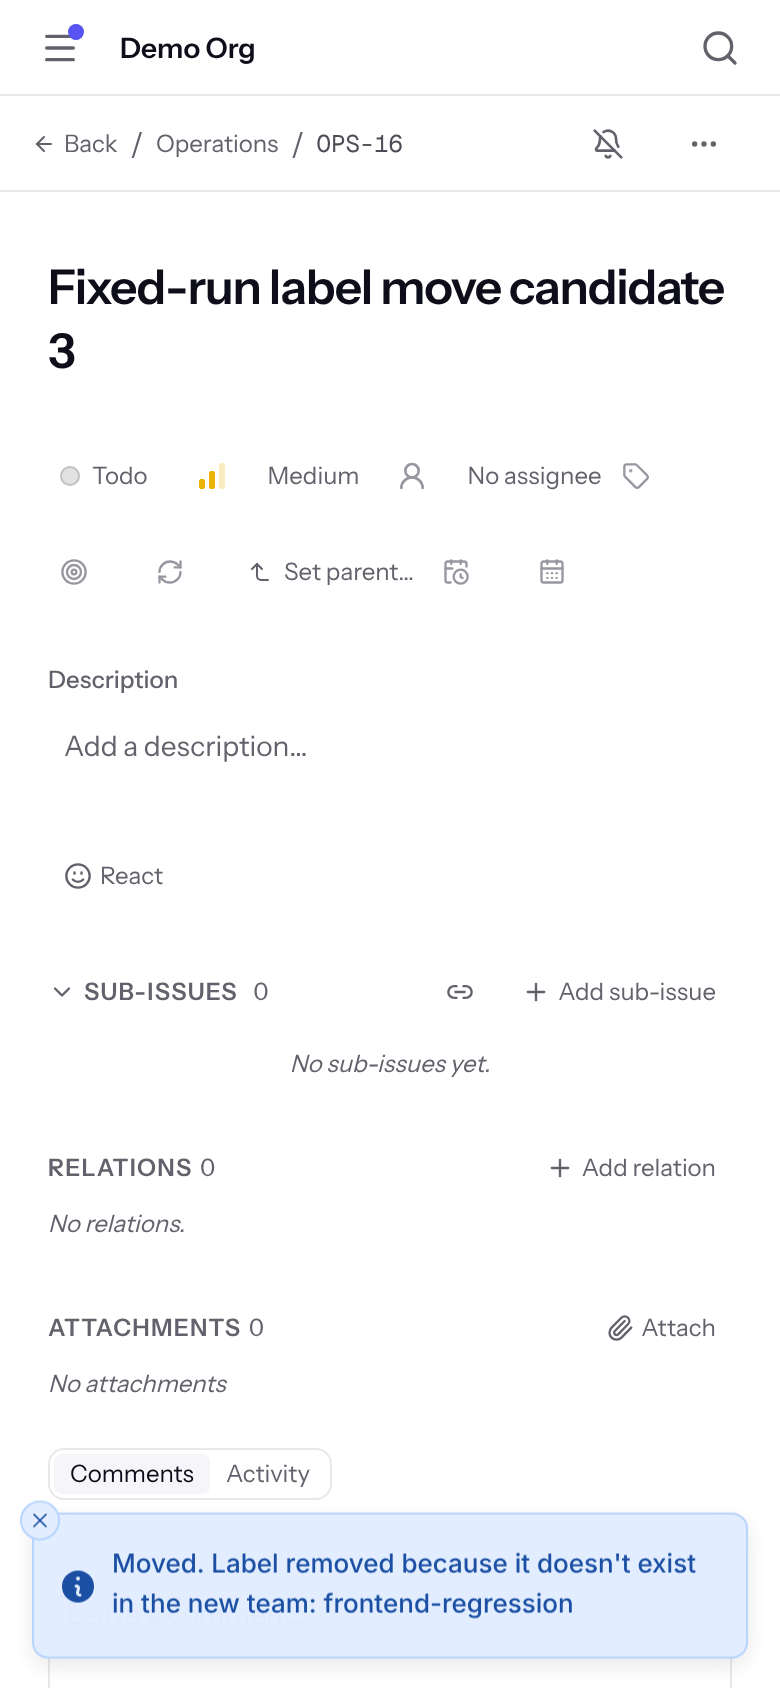 Demo Org
Back / Operations / OPS-16
Fixed-run label move candidate
3
Todo Medium No assignee
Set parent...
Description
Add a description...
React
SUB-ISSUES 0 Add sub-issue
No sub-issues yet.
RELATIONS 0 Add relation
No relations.
ATTACHMENTS 0 Attach
No attachments
Comments Activity
Moved. Label removed because it doesn't exist
in the new team: frontend-regression